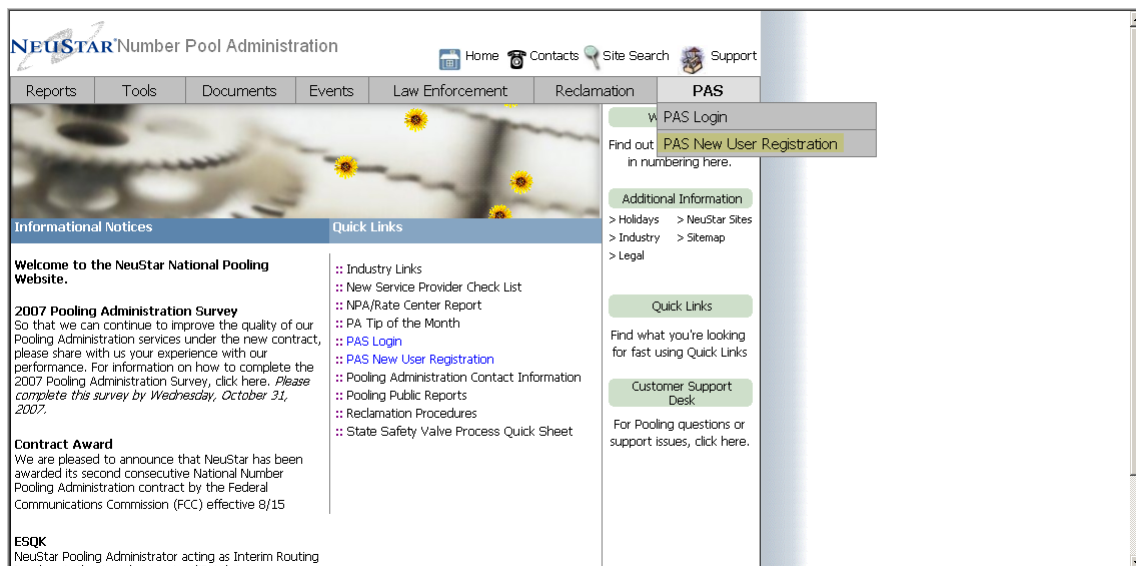 NEUSTAR® Number Pool Administration
Home Contacts Site Search Support
Reports Tools Documents Events Law Enforcement Reclamation PAS
PAS Login
PAS New User Registration
Informational Notices
Welcome to the NeuStar National Pooling
Website.
2007 Pooling Administration Survey
So that we can continue to improve the quality of our
Pooling Administration services under the new contract,
please share with us your experience with our
performance. For information on how to complete the
2007 Pooling Administration Survey, click here. Please
complete this survey by Wednesday, October 31,
2007.
Contract Award
We are pleased to announce that NeuStar has been
awarded its second consecutive National Number
Pooling Administration contract by the Federal
Communications Commission (FCC) effective 8/15
ESQK
NeuStar Pooling Administrator acting as Interim Routing
Quick Links
:: Industry Links
:: New Service Provider Check List
:: NPA/Rate Center Report
:: PA Tip of the Month
:: PAS Login
:: PAS New User Registration
:: Pooling Administration Contact Information
:: Pooling Public Reports
:: Reclamation Procedures
:: State Safety Valve Process Quick Sheet
Find out
in numbering here.
Additional Information
> Holidays > NeuStar Sites
> Industry > Sitemap
> Legal
Quick Links
Find what you're looking
for fast using Quick Links
Customer Support
Desk
For Pooling questions or
support issues, click here.